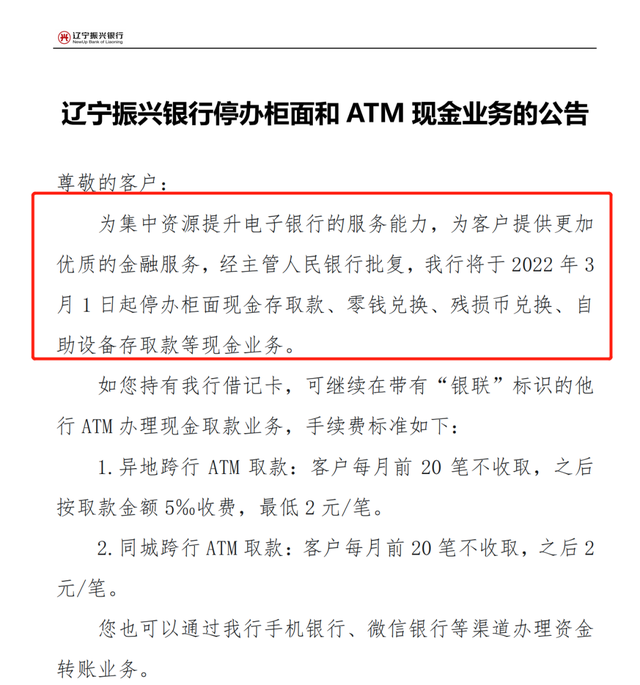 辽宁振兴银行
NewUp Bank of Liaoning
辽宁振兴银行停办柜面和 ATM 现金业务的公告
尊敬的客户：
为集中资源提升电子银行的服务能力，为客户提供更加
优质的金融服务，经主管人民银行批复，我行将于 2022 年 3
月 1 日起停办柜面现金存取款、零钱兑换、残损币兑换、自
助设备存取款等现金业务。
如您持有我行借记卡，可继续在带有“银联”标识的他
行 ATM 办理现金取款业务，手续费标准如下：
1.异地跨行 ATM 取款：客户每月前 20 笔不收取，之后
按取款金额 5‰收费，最低 2 元/笔。
2.同城跨行 ATM 取款：客户每月前 20 笔不收取，之后 2
元/笔。
您也可以通过我行手机银行、微信银行等渠道办理资金
转账业务。